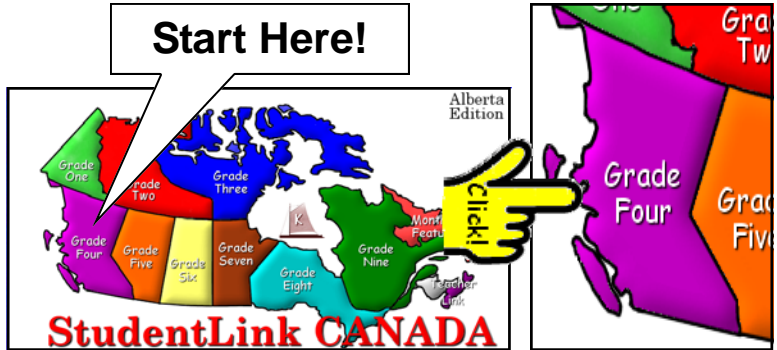 Start Here!
Alberta
Edition
Grade
One
Grade
Two
Grade
Three
Grade
Four
Grade
Five
Grade
Six
Grade
Seven
K
Grade
Eight
Grade
Nine
Teacher
Link
StudentLink CANADA
Click!
Grade
Four